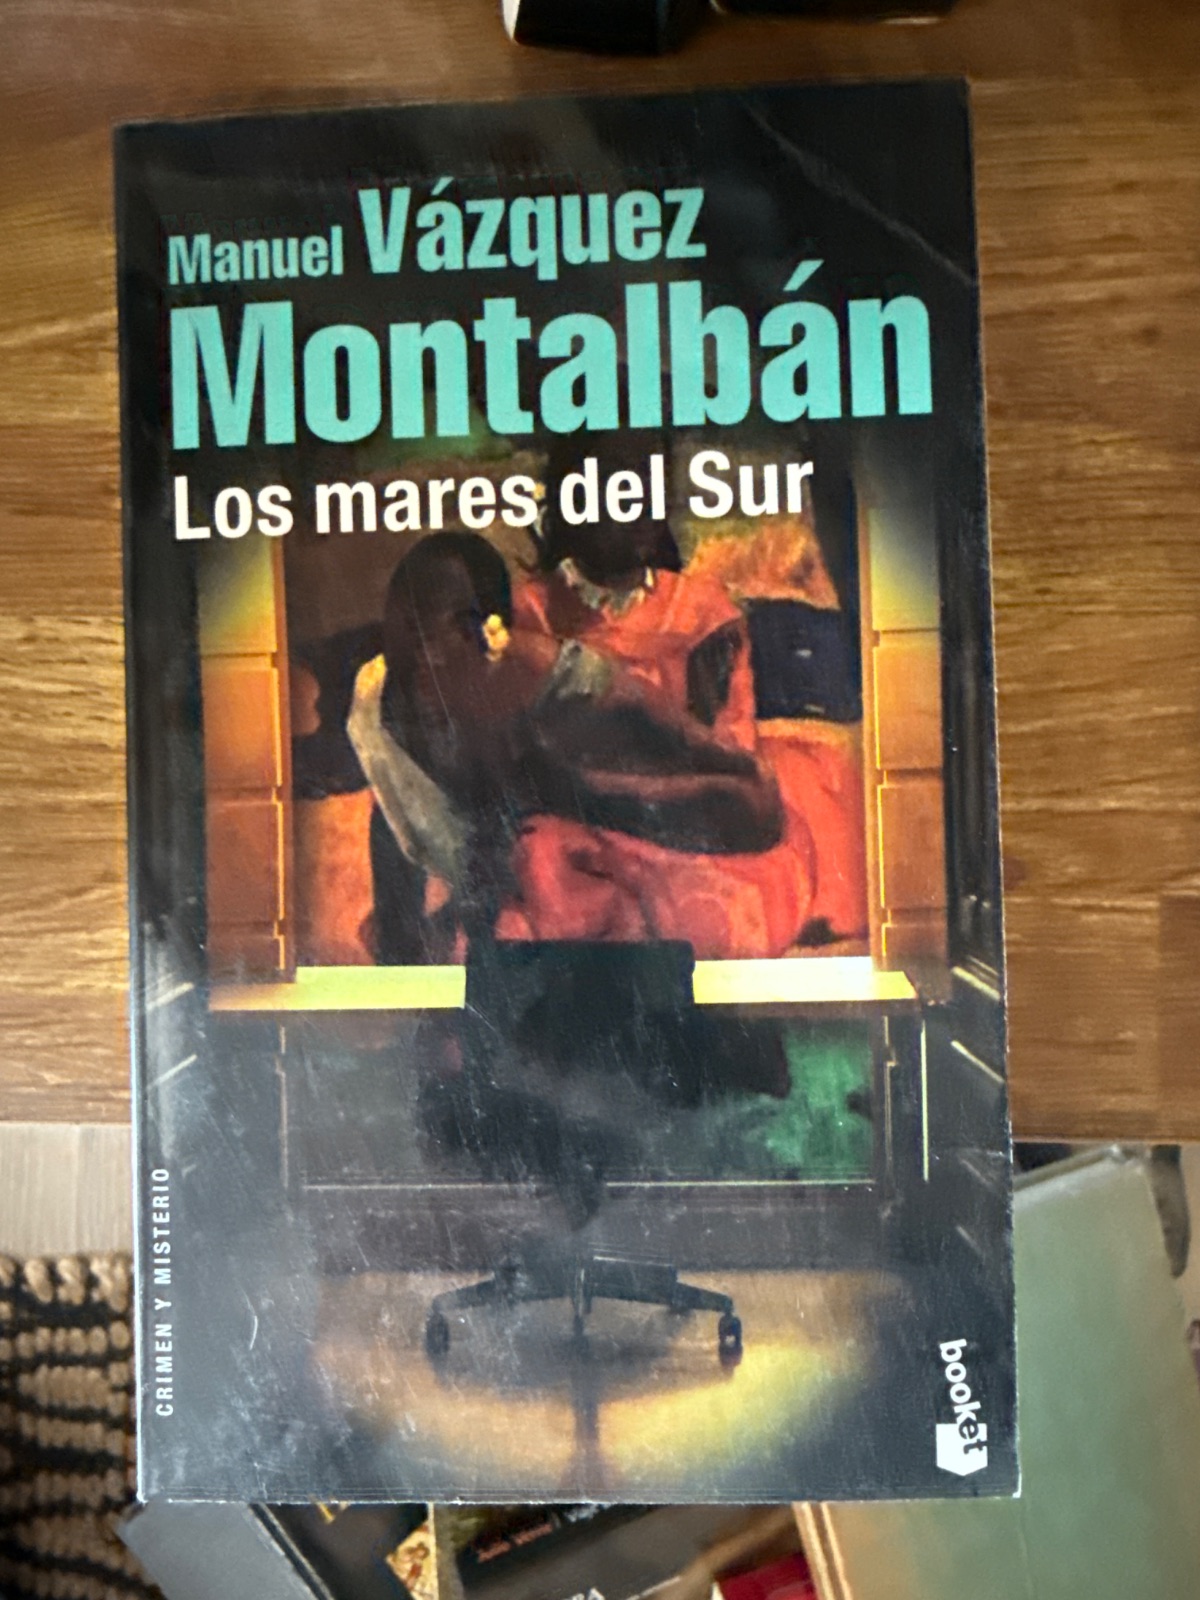 Manuel Vázquez
Montalbán
Los mares del Sur
CRIMEN Y MISTERIO
booket